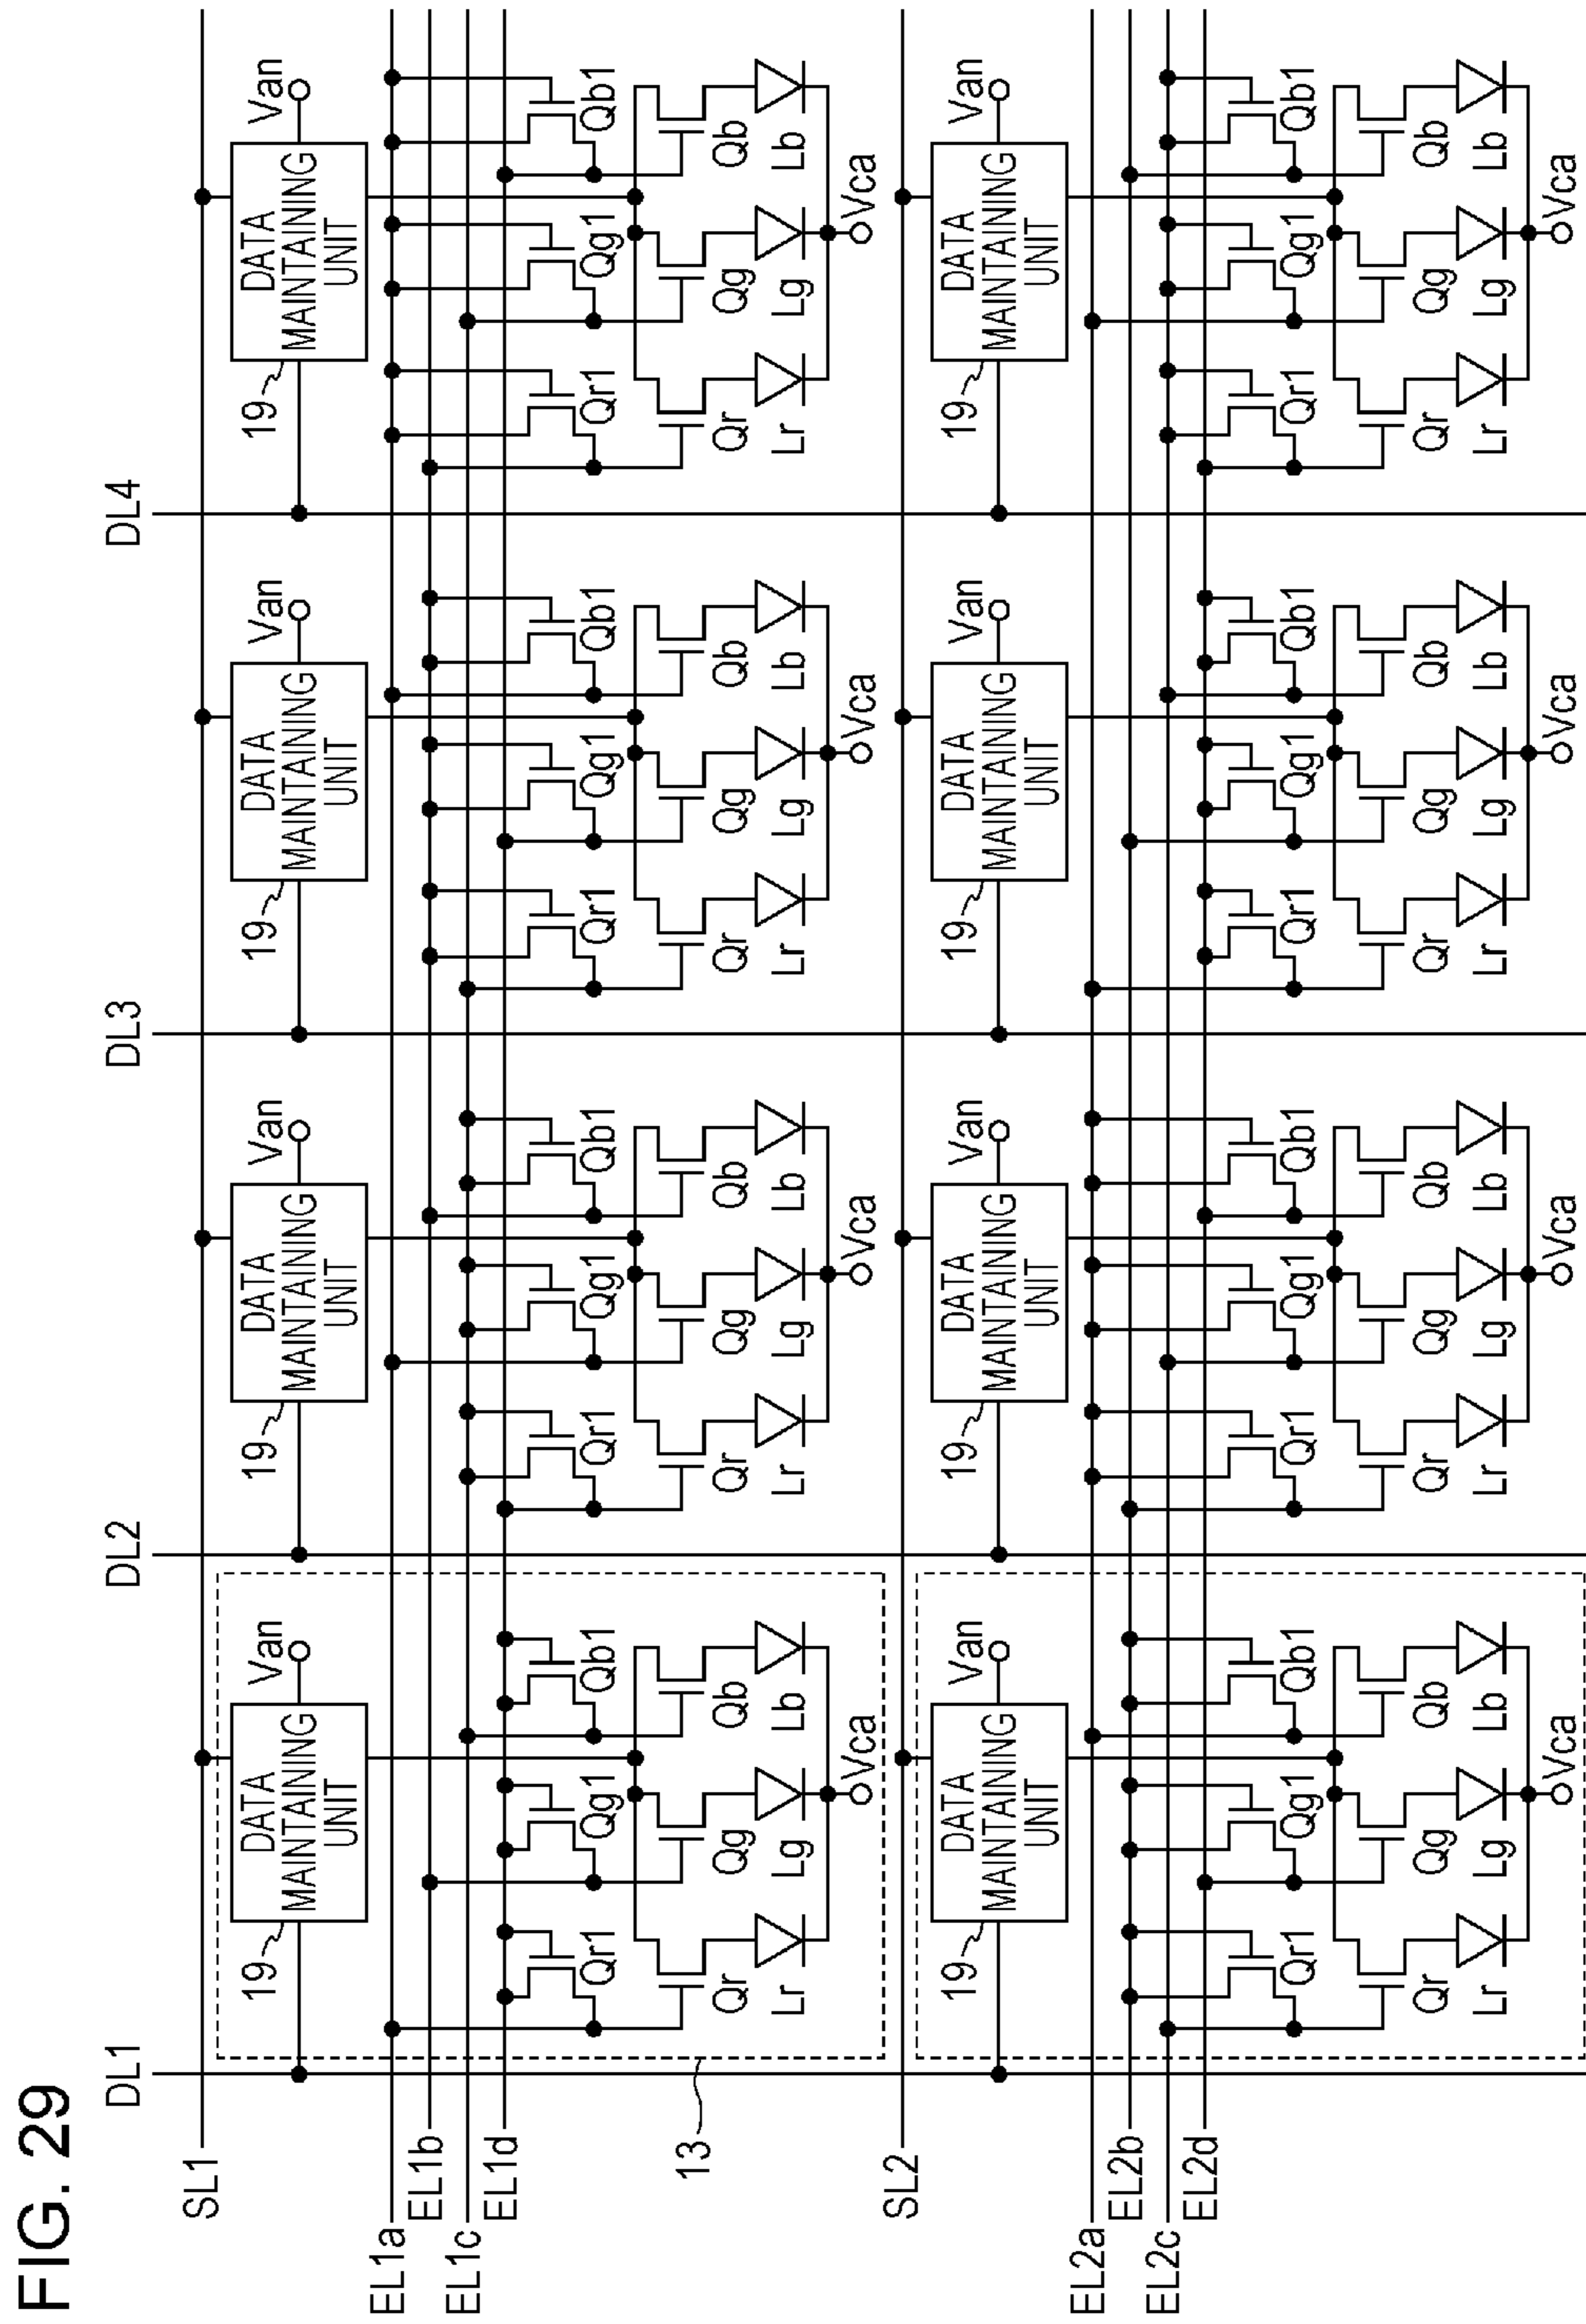 FIG. 29
DL1 DL2 DL3 DL4
SL1
DATA MAINTAINING UNIT Van DATA MAINTAINING UNIT Van DATA MAINTAINING UNIT Van DATA MAINTAINING UNIT Van
19 19 19 19
EL1a
EL1b
EL1c
EL1d
Qr1 Qg1 Qb1 Qr1 Qg1 Qb1 Qr1 Qg1 Qb1 Qr1 Qg1 Qb1
13
Qr Qg Qb Qr Qg Qb Qr Qg Qb Qr Qg Qb
Lr Lg Lb Lr Lg Lb Lr Lg Lb Lr Lg Lb
Vca Vca Vca Vca
SL2
DATA MAINTAINING UNIT Van DATA MAINTAINING UNIT Van DATA MAINTAINING UNIT Van DATA MAINTAINING UNIT Van
19 19 19 19
EL2a
EL2b
EL2c
EL2d
Qr1 Qg1 Qb1 Qr1 Qg1 Qb1 Qr1 Qg1 Qb1 Qr1 Qg1 Qb1
Qr Qg Qb Qr Qg Qb Qr Qg Qb Qr Qg Qb
Lr Lg Lb Lr Lg Lb Lr Lg Lb Lr Lg Lb
Vca Vca Vca Vca